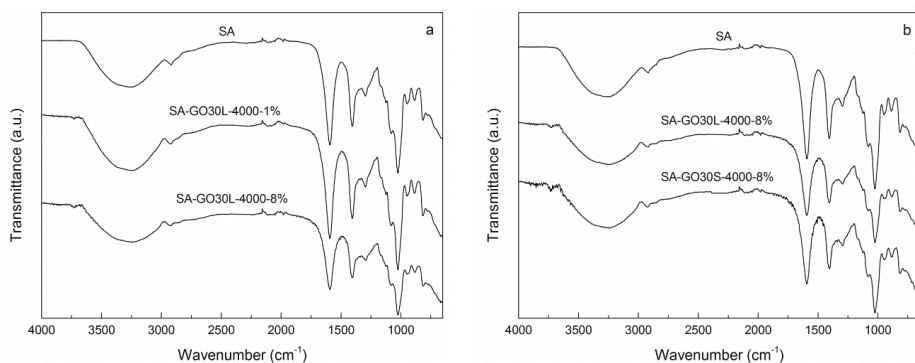 a
SA
SA-GO30L-4000-1%
SA-GO30L-4000-8%
Transmittance (a.u.)
4000 3500 3000 2500 2000 1500 1000
Wavenumber (cm⁻¹)
b
SA
SA-GO30L-4000-8%
SA-GO30S-4000-8%
Transmittance (a.u.)
4000 3500 3000 2500 2000 1500 1000
Wavenumber (cm⁻¹)